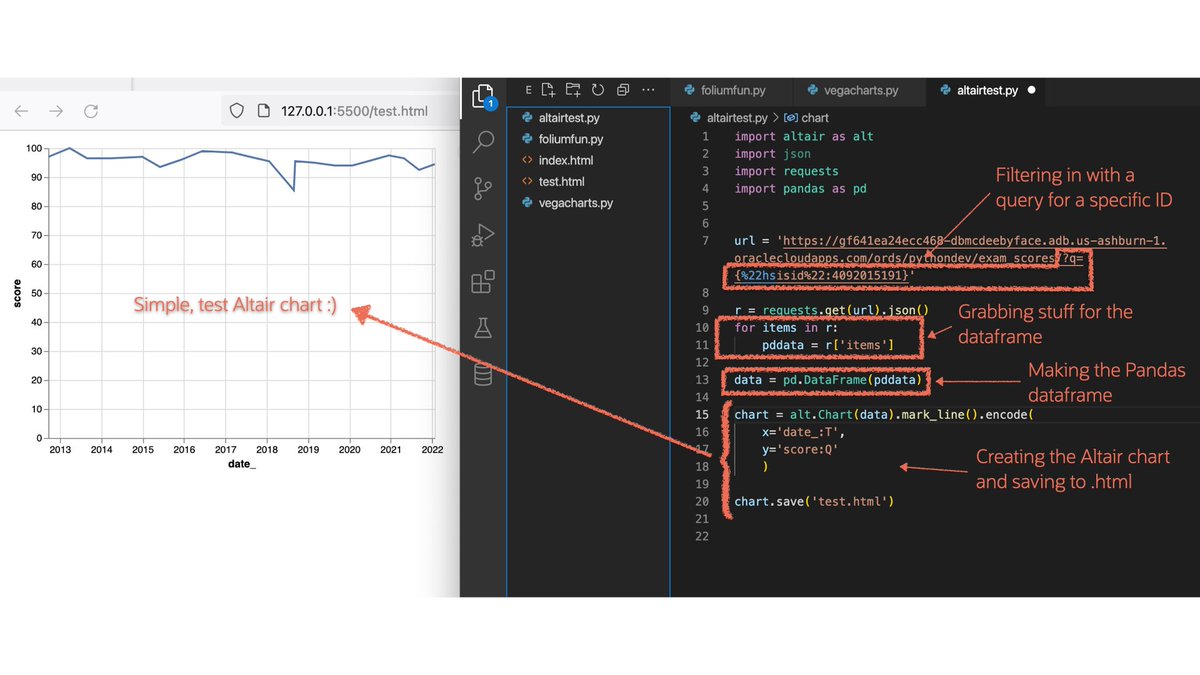 127.0.0.1:5500/test.html
100
90
80
70
60
50
40
30
20
10
0
score
2013 2014 2015 2016 2017 2018 2019 2020 2021 2022
date_
Simple, test Altair chart :)
1
E
altairtest.py
foliumfun.py
index.html
test.html
vegacharts.py
foliumfun.py vegacharts.py altairtest.py
altairtest.py > chart
1 import altair as alt
2 import json
3 import requests
4 import pandas as pd
5
6
7 url = 'https://gf641ea24ecc468-dbmcdeebyface.adb.us-ashburn-1.
oraclecloudapps.com/ords/pythondev/exam_scores/?q=
{%22hsisid%22:4092015191}'
8
9 r = requests.get(url).json()
10 for items in r:
11 pddata = r['items']
12
13 data = pd.DataFrame(pddata)
14
15 chart = alt.Chart(data).mark_line().encode(
16 x='date_:T',
17 y='score:Q'
18 )
19
20 chart.save('test.html')
21
22
Filtering in with a
query for a specific ID
Grabbing stuff for the
dataframe
Making the Pandas
dataframe
Creating the Altair chart
and saving to .html